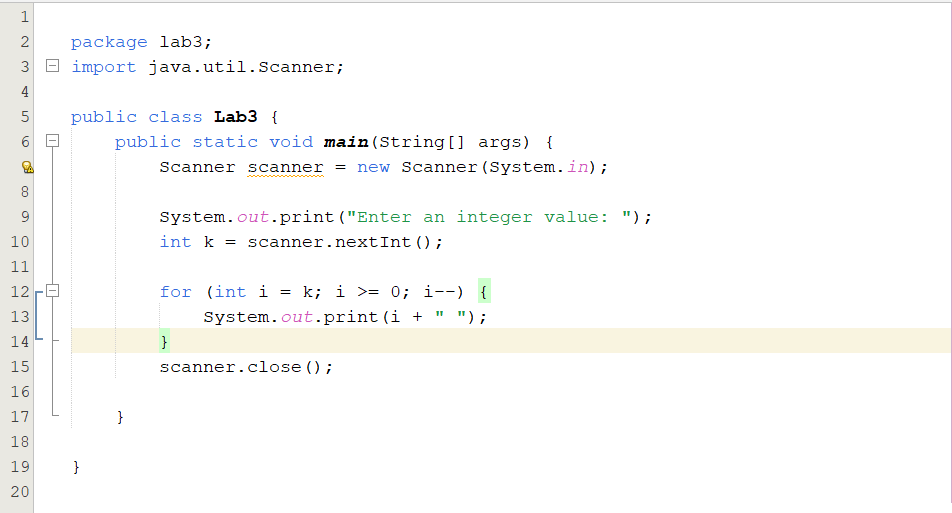 1
2 package lab3;
3 import java.util.Scanner;
4
5 public class Lab3 {
6 public static void main(String[] args) {
Scanner scanner = new Scanner(System.in);
8
9 System.out.print("Enter an integer value: ");
10 int k = scanner.nextInt();
11
12 for (int i = k; i >= 0; i--) {
13 System.out.print(i + " ");
14 }
15 scanner.close();
16
17 }
18
19 }
20